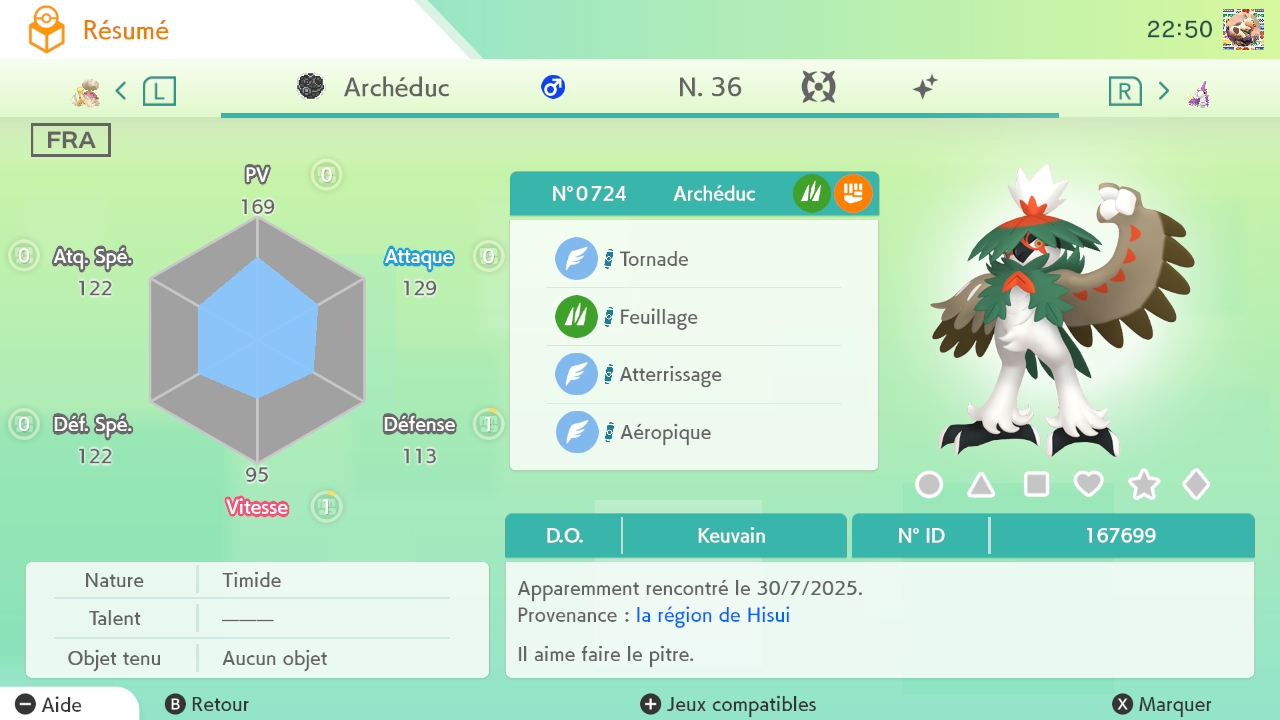 Résumé
22:50
L
Archéduc
N. 36
R
FRA
PV 0
169
0 Atq. Spé.
122
Attaque 0
129
0 Déf. Spé.
122
Défense 1
113
95
Vitesse 1
N°0724 Archéduc
Tornade
Feuillage
Atterrissage
Aéropique
D.O. Keuvain N° ID 167699
Nature Timide
Talent ———
Objet tenu Aucun objet
Apparemment rencontré le 30/7/2025.
Provenance : la région de Hisui
Il aime faire le pitre.
Aide
B Retour
Jeux compatibles
X Marquer